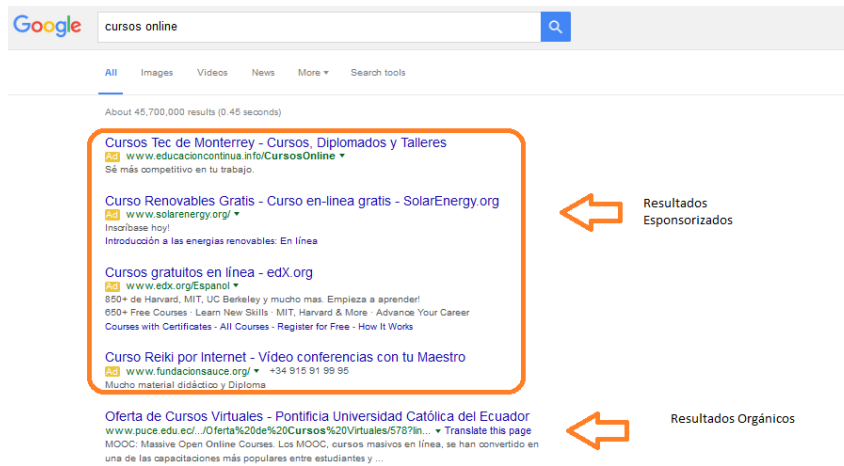 Google
cursos online
All Images Videos News More ▾ Search tools
About 45,700,000 results (0.45 seconds)
Cursos Tec de Monterrey - Cursos, Diplomados y Talleres
Ad www.educacioncontinua.info/CursosOnline ▾
Sé más competitivo en tu trabajo.
Curso Renovables Gratis - Curso en-linea gratis - SolarEnergy.org
Ad www.solarenergy.org/ ▾
Inscríbase hoy!
Introducción a las energias renovables: En línea
Resultados
Esponsorizados
Cursos gratuitos en línea - edX.org
Ad www.edx.org/Espanol ▾
850+ de Harvard, MIT, UC Berkeley y mucho mas. Empieza a aprender!
650+ Free Courses · Learn New Skills · MIT, Harvard & More · Advance Your Career
Courses with Certificates - All Courses - Register for Free - How It Works
Curso Reiki por Internet - Vídeo conferencias con tu Maestro
Ad www.fundacionsauce.org/ ▾ +34 915 91 99 95
Mucho material didáctico y Diploma
Oferta de Cursos Virtuales - Pontificia Universidad Católica del Ecuador
www.puce.edu.ec/.../Oferta%20de%20Cursos%20Virtuales/578?lin... ▾ Translate this page
MOOC: Massive Open Online Courses. Los MOOC, cursos masivos en línea, se han convertido en
una de las capacitaciones más populares entre estudiantes y ...
Resultados Orgánicos